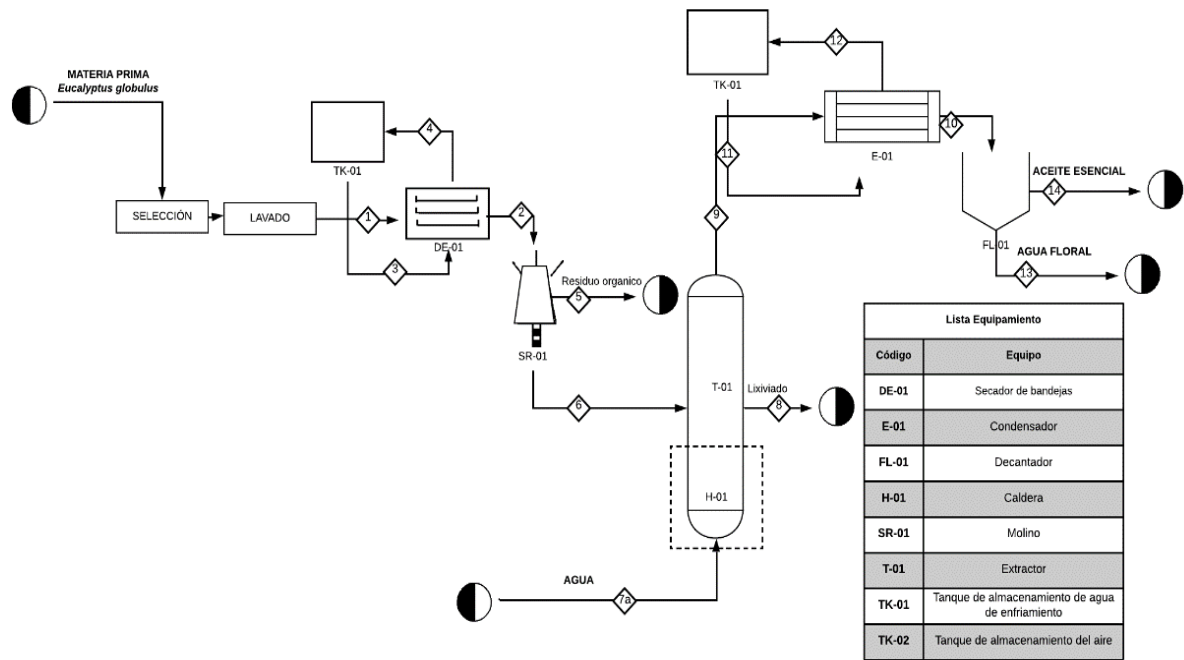 MATERIA PRIMA
Eucalyptus globulus
SELECCIÓN
LAVADO
TK-01
1
4
3
DE-01
2
SR-01
Residuo organico
5
6
TK-01
12
11
9
E-01
10
FL-01
ACEITE ESENCIAL
14
AGUA FLORAL
13
T-01
Lixiviado
8
H-01
AGUA
7a
Lista Equipamiento
Código Equipo
DE-01 Secador de bandejas
E-01 Condensador
FL-01 Decantador
H-01 Caldera
SR-01 Molino
T-01 Extractor
TK-01 Tanque de almacenamiento de agua
de enfriamiento
TK-02 Tanque de almacenamiento del aire